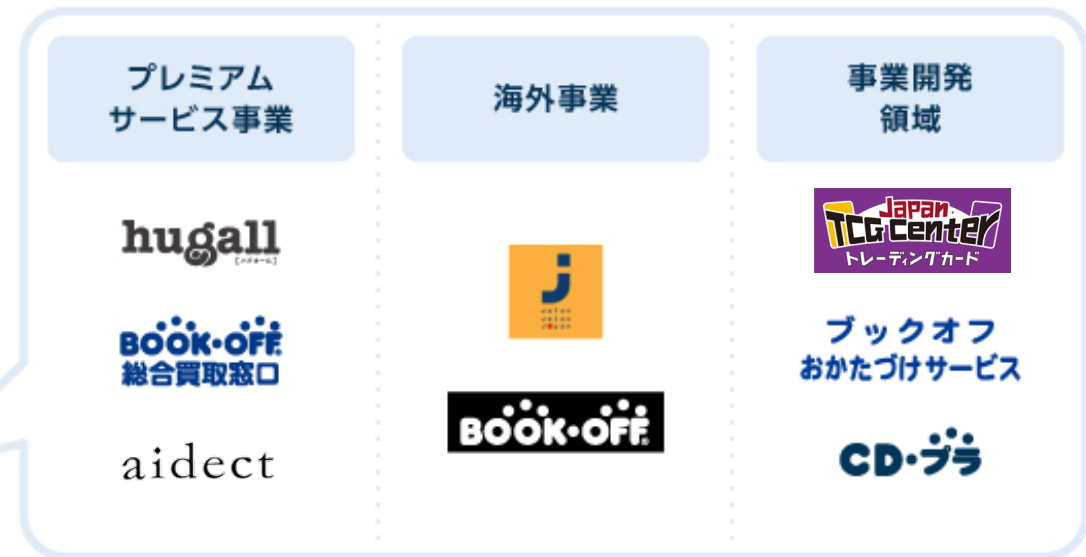 プレミアム
サービス事業
海外事業
事業開発
領域
hugall
[ハグオール]
BOOK・OFF
総合買取窓口
aidect
J
BOOK・OFF
Japan
TCG Center
トレーディングカード
ブックオフ
おかたづけサービス
CD・プラ